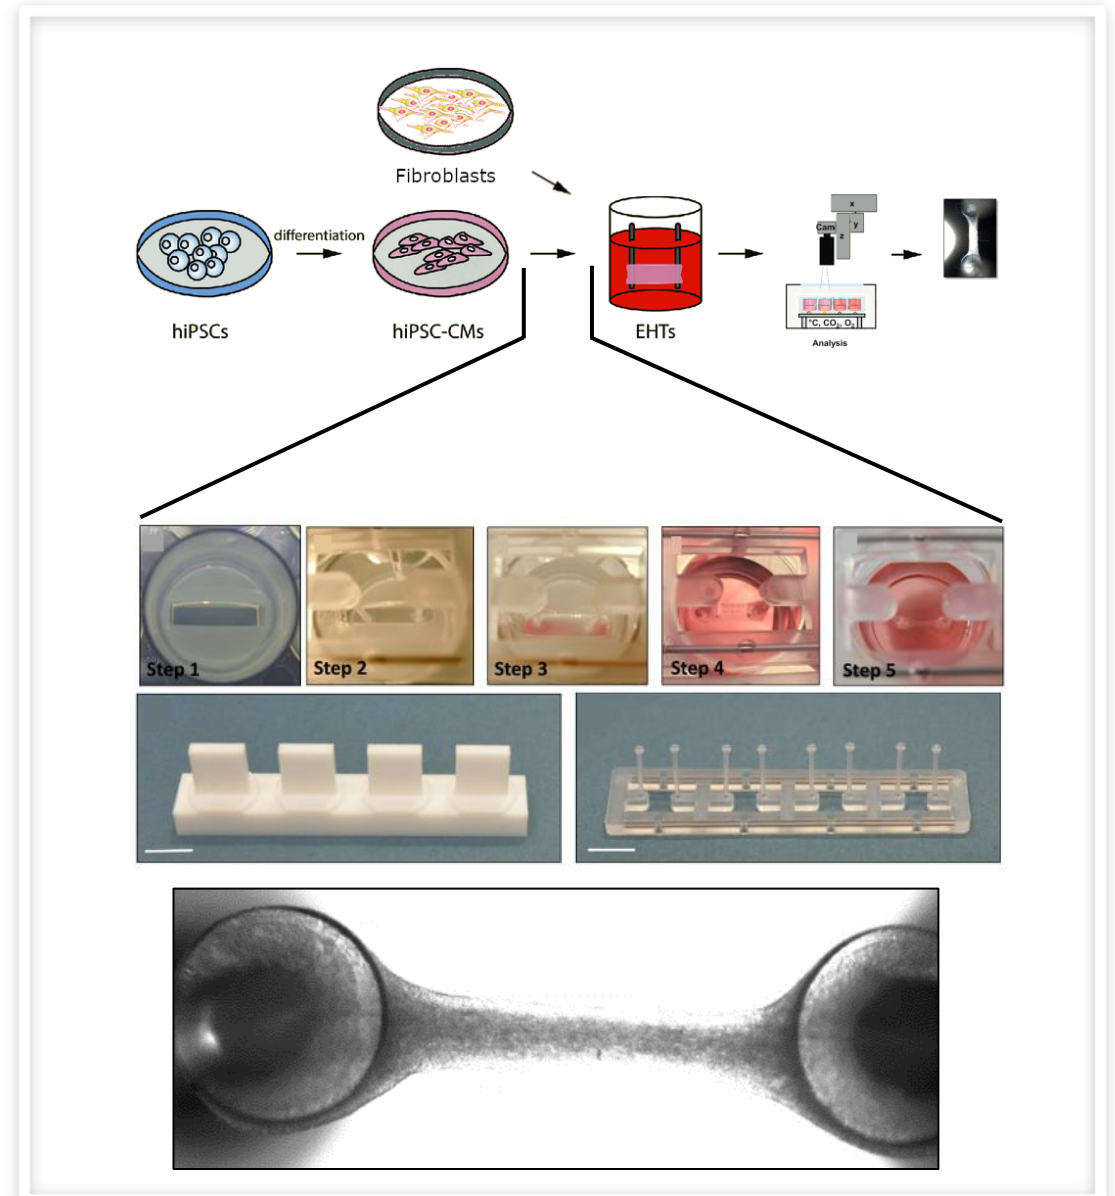 Fibroblasts
differentiation
hiPSCs
hiPSC-CMs
EHTs
x
y
Cam
z
°C, CO₂, O₂
Analysis
Step 1
Step 2
Step 3
Step 4
Step 5